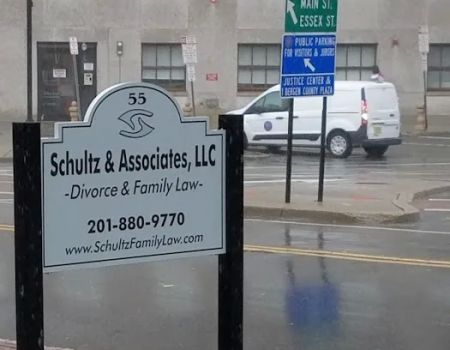 55
Schultz & Associates, LLC
-Divorce & Family Law-
201-880-9770
www.SchultzFamilyLaw.com
MAIN ST.
ESSEX ST.
PUBLIC PARKING
FOR VISITORS & JURORS
JUSTICE CENTER &
BERGEN COUNTY PLAZA